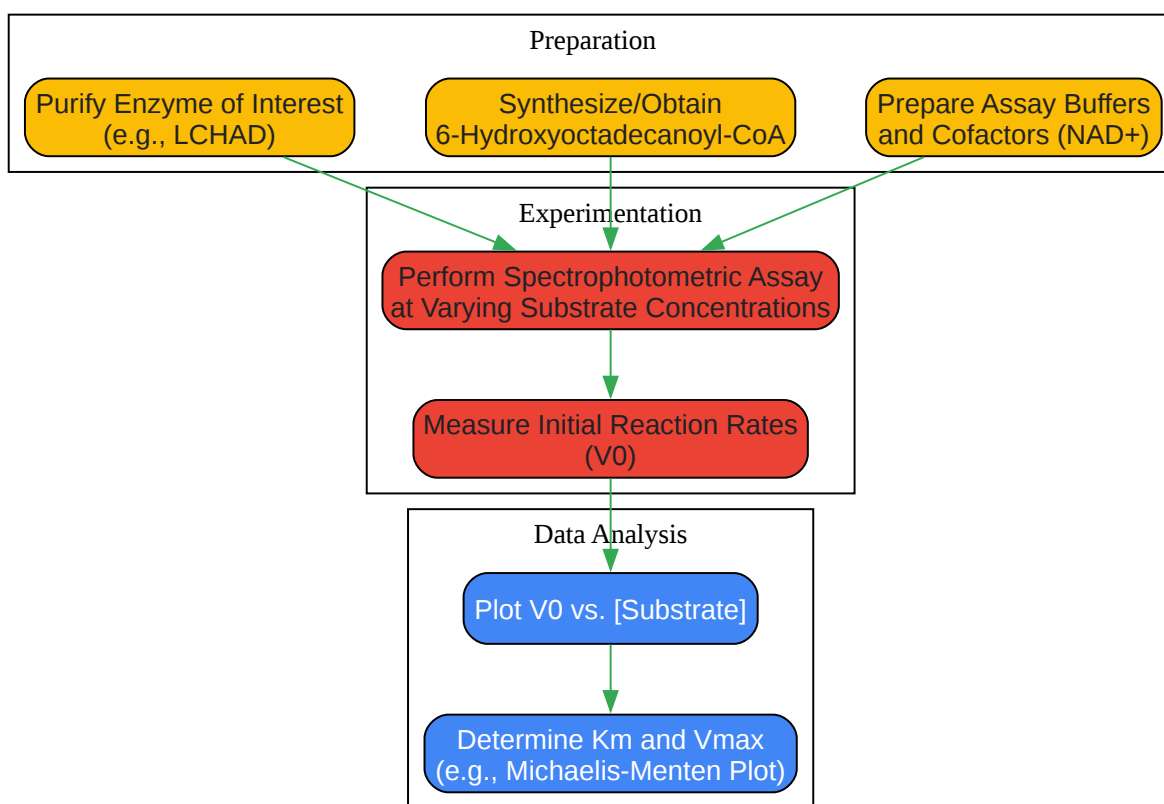 Preparation
Purify Enzyme of Interest
(e.g., LCHAD)
Synthesize/Obtain
6-Hydroxyoctadecanoyl-CoA
Prepare Assay Buffers
and Cofactors (NAD+)
Experimentation
Perform Spectrophotometric Assay
at Varying Substrate Concentrations
Measure Initial Reaction Rates
(V0)
Data Analysis
Plot V0 vs. [Substrate]
Determine Km and Vmax
(e.g., Michaelis-Menten Plot)